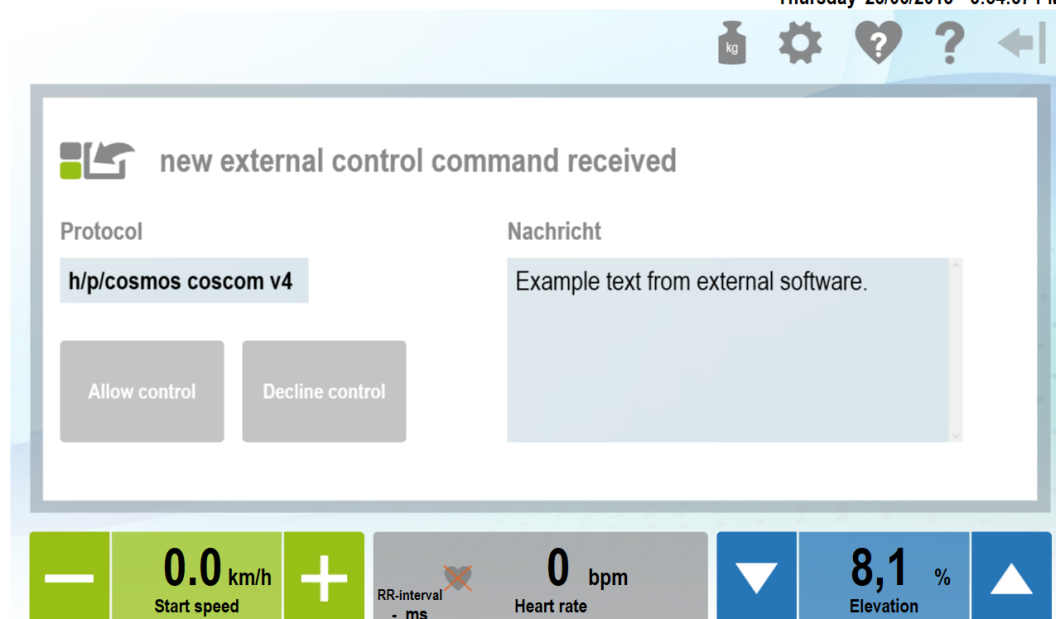 kg ? ?
new external control command received
Protocol
Nachricht
h/p/cosmos coscom v4
Example text from external software.
Allow control
Decline control
0.0 km/h
Start speed
RR-interval
- ms
0 bpm
Heart rate
8,1 %
Elevation